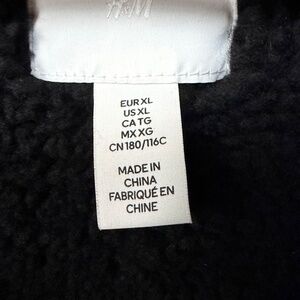 H&M
EUR XL
US XL
CA TG
MX XG
CN 180/116C
MADE IN
CHINA
FABRIQUÉ EN
CHINE